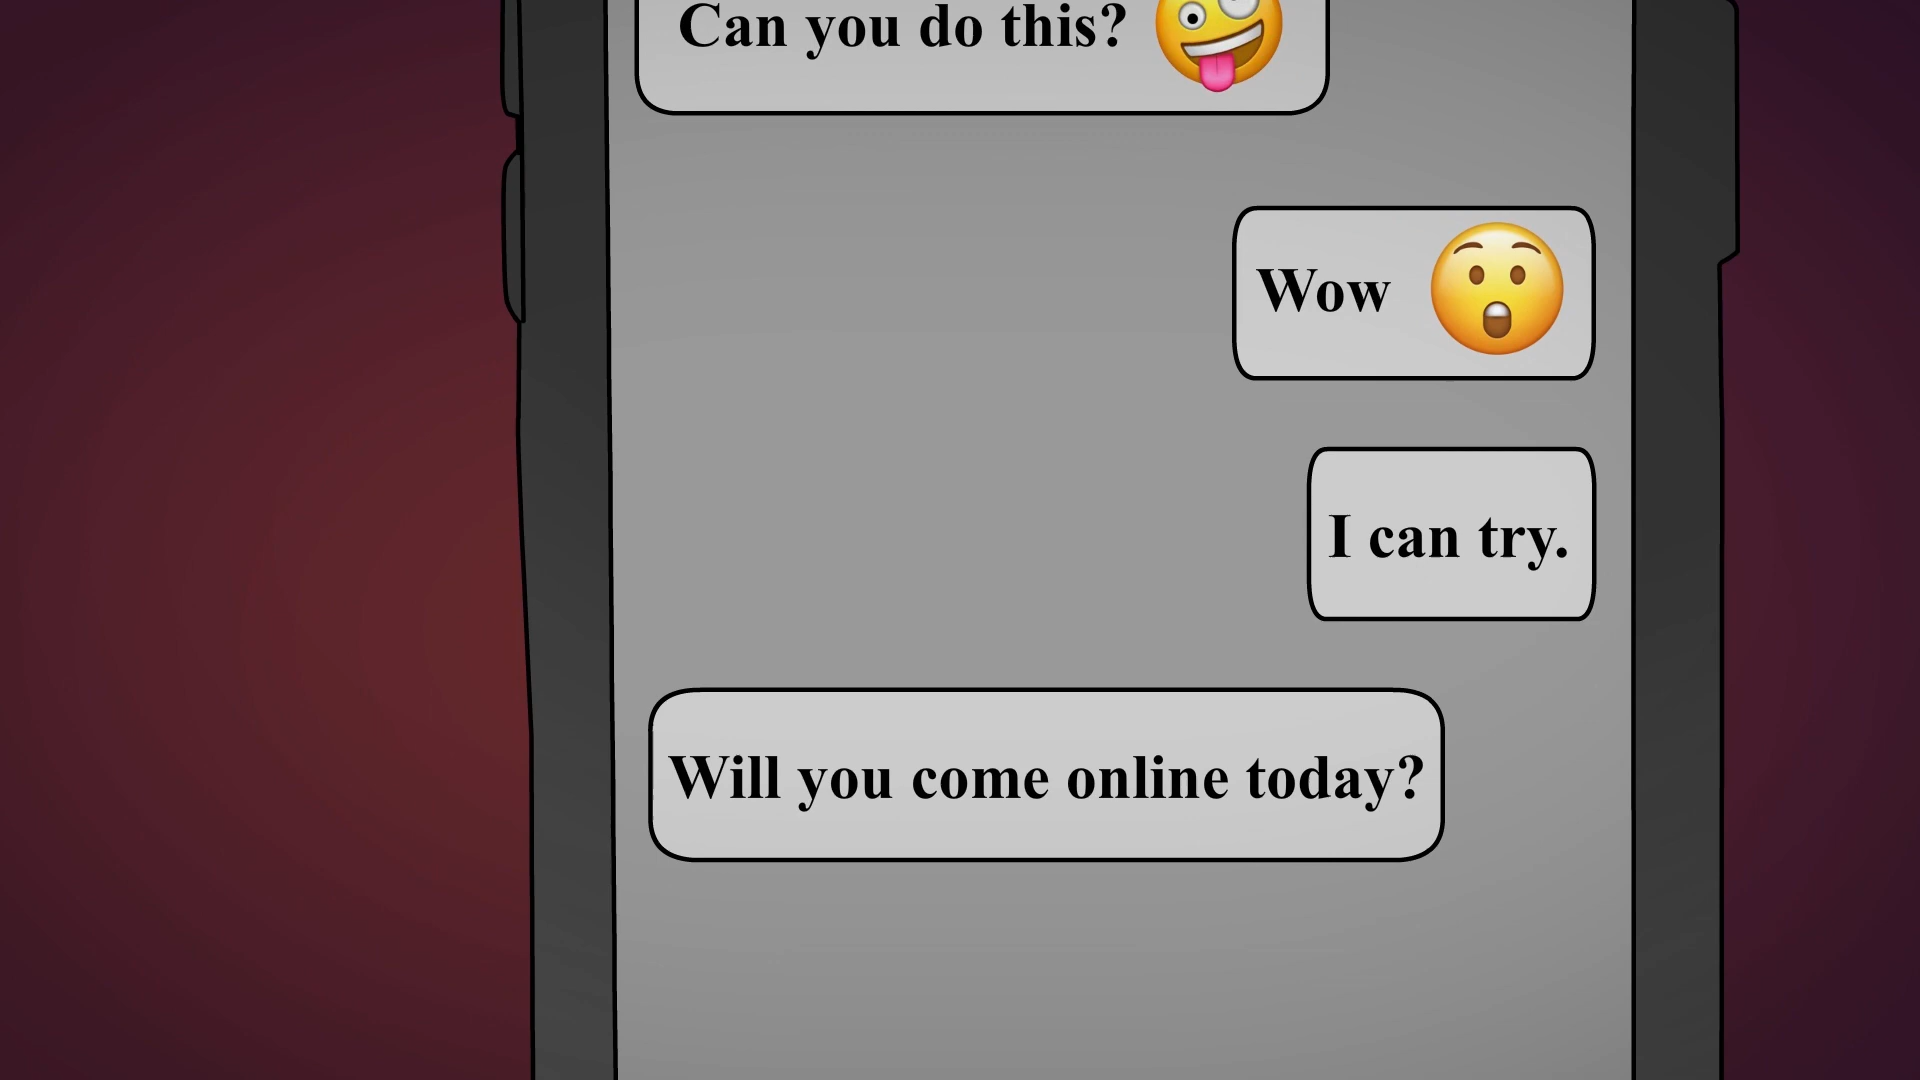 Can you do this? 🤪
Wow 😲
I can try.
Will you come online today?